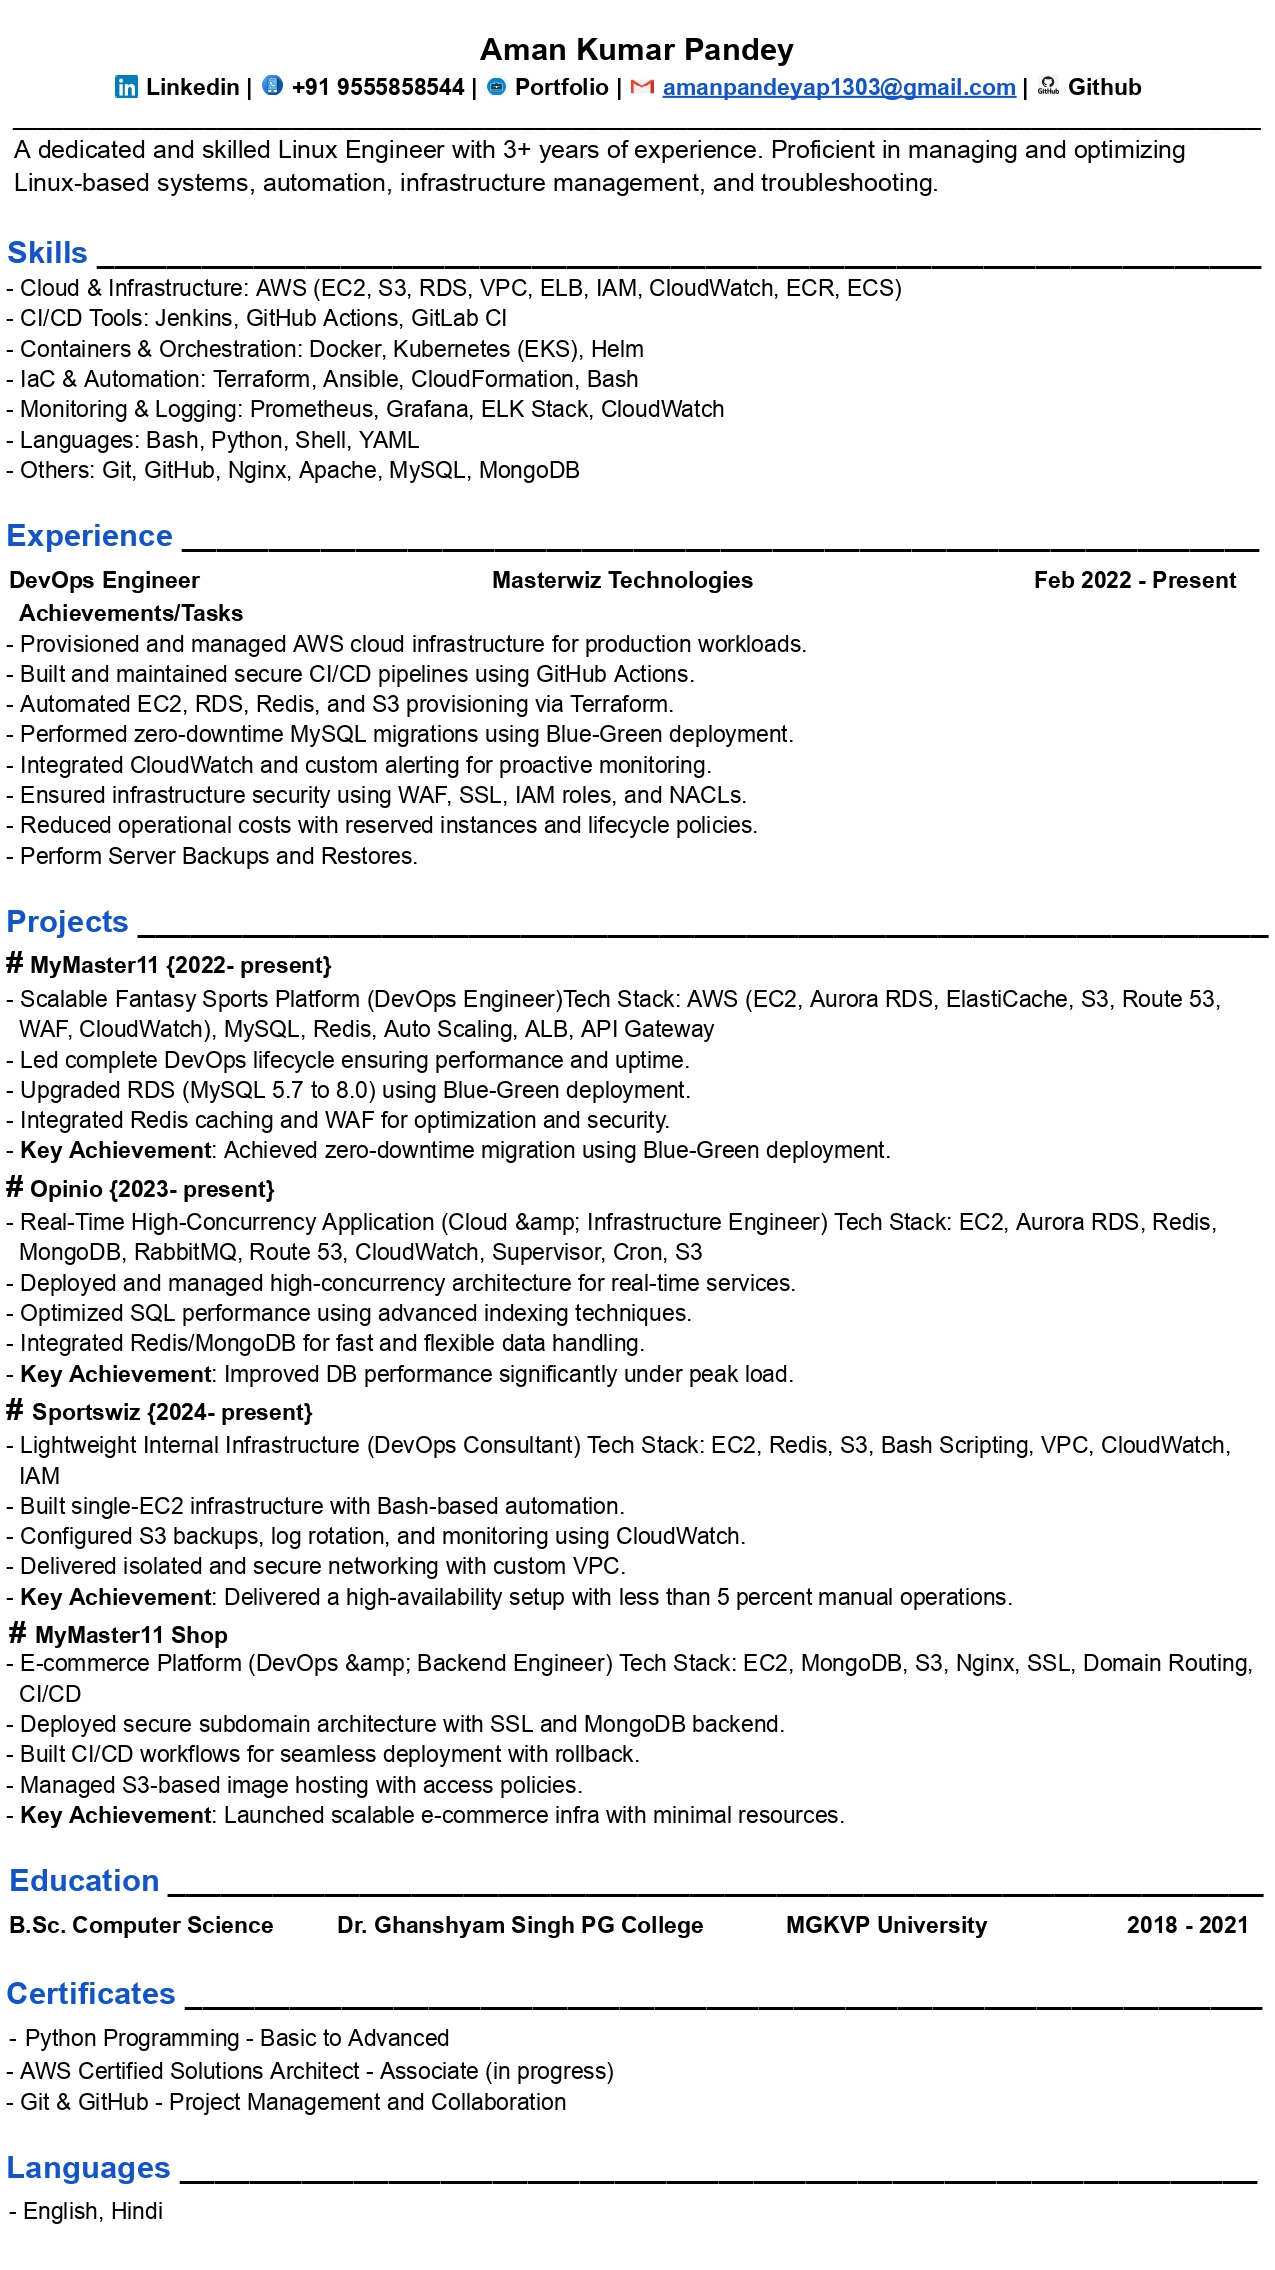 Aman Kumar Pandey
Linkedin | +91 9555858544 | Portfolio | amanpandeyap1303@gmail.com | GitHub Github
A dedicated and skilled Linux Engineer with 3+ years of experience. Proficient in managing and optimizing
Linux-based systems, automation, infrastructure management, and troubleshooting.
Skills
- Cloud & Infrastructure: AWS (EC2, S3, RDS, VPC, ELB, IAM, CloudWatch, ECR, ECS)
- CI/CD Tools: Jenkins, GitHub Actions, GitLab CI
- Containers & Orchestration: Docker, Kubernetes (EKS), Helm
- IaC & Automation: Terraform, Ansible, CloudFormation, Bash
- Monitoring & Logging: Prometheus, Grafana, ELK Stack, CloudWatch
- Languages: Bash, Python, Shell, YAML
- Others: Git, GitHub, Nginx, Apache, MySQL, MongoDB
Experience
DevOps Engineer Masterwiz Technologies Feb 2022 - Present
Achievements/Tasks
- Provisioned and managed AWS cloud infrastructure for production workloads.
- Built and maintained secure CI/CD pipelines using GitHub Actions.
- Automated EC2, RDS, Redis, and S3 provisioning via Terraform.
- Performed zero-downtime MySQL migrations using Blue-Green deployment.
- Integrated CloudWatch and custom alerting for proactive monitoring.
- Ensured infrastructure security using WAF, SSL, IAM roles, and NACLs.
- Reduced operational costs with reserved instances and lifecycle policies.
- Perform Server Backups and Restores.
Projects
# MyMaster11 {2022- present}
- Scalable Fantasy Sports Platform (DevOps Engineer)Tech Stack: AWS (EC2, Aurora RDS, ElastiCache, S3, Route 53,
WAF, CloudWatch), MySQL, Redis, Auto Scaling, ALB, API Gateway
- Led complete DevOps lifecycle ensuring performance and uptime.
- Upgraded RDS (MySQL 5.7 to 8.0) using Blue-Green deployment.
- Integrated Redis caching and WAF for optimization and security.
- Key Achievement: Achieved zero-downtime migration using Blue-Green deployment.
# Opinio {2023- present}
- Real-Time High-Concurrency Application (Cloud &amp; Infrastructure Engineer) Tech Stack: EC2, Aurora RDS, Redis,
MongoDB, RabbitMQ, Route 53, CloudWatch, Supervisor, Cron, S3
- Deployed and managed high-concurrency architecture for real-time services.
- Optimized SQL performance using advanced indexing techniques.
- Integrated Redis/MongoDB for fast and flexible data handling.
- Key Achievement: Improved DB performance significantly under peak load.
# Sportswiz {2024- present}
- Lightweight Internal Infrastructure (DevOps Consultant) Tech Stack: EC2, Redis, S3, Bash Scripting, VPC, CloudWatch,
IAM
- Built single-EC2 infrastructure with Bash-based automation.
- Configured S3 backups, log rotation, and monitoring using CloudWatch.
- Delivered isolated and secure networking with custom VPC.
- Key Achievement: Delivered a high-availability setup with less than 5 percent manual operations.
# MyMaster11 Shop
- E-commerce Platform (DevOps &amp; Backend Engineer) Tech Stack: EC2, MongoDB, S3, Nginx, SSL, Domain Routing,
CI/CD
- Deployed secure subdomain architecture with SSL and MongoDB backend.
- Built CI/CD workflows for seamless deployment with rollback.
- Managed S3-based image hosting with access policies.
- Key Achievement: Launched scalable e-commerce infra with minimal resources.
Education
B.Sc. Computer Science Dr. Ghanshyam Singh PG College MGKVP University 2018 - 2021
Certificates
- Python Programming - Basic to Advanced
- AWS Certified Solutions Architect - Associate (in progress)
- Git & GitHub - Project Management and Collaboration
Languages
- English, Hindi